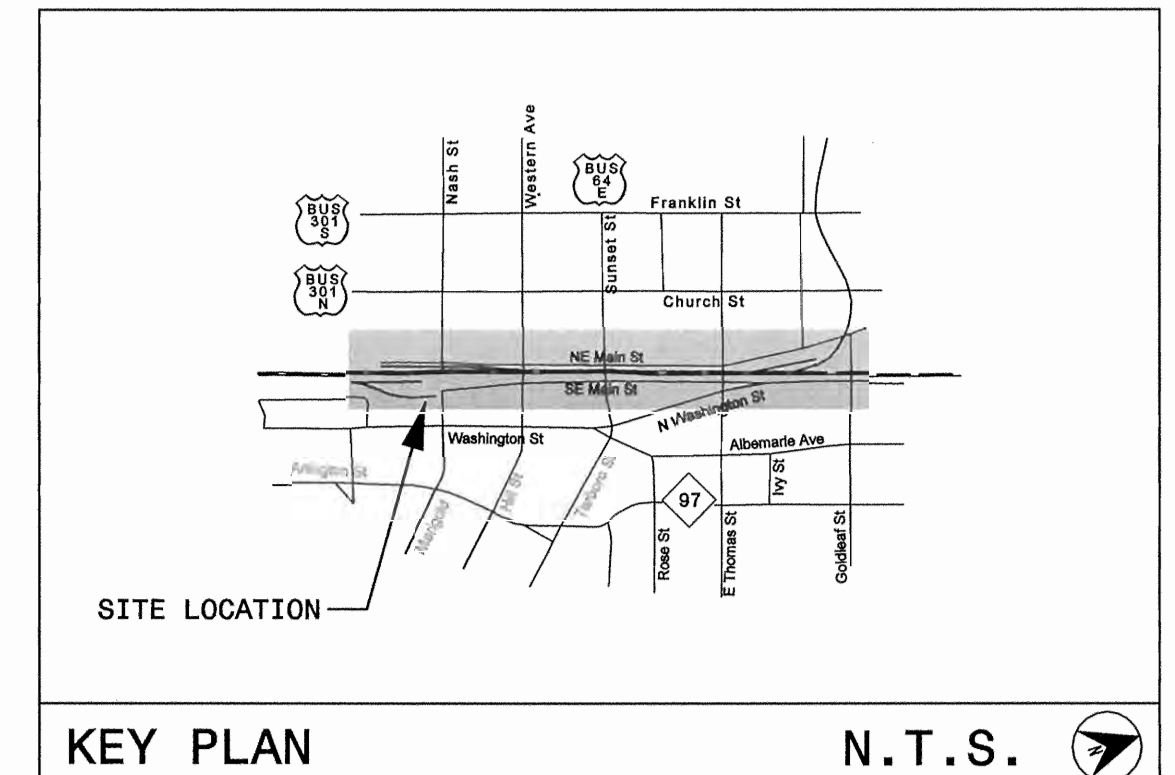 Nash St
Western Ave
BUS
64
E
BUS
301
S
Franklin St
Sunset St
BUS
301
N
Church St
NE Main St
SE Main St
N Washington St
Washington St
Albemarle Ave
Arlington St
Ivy St
Hill St
Tarboro St
97
Marigold
Rose St
E Thomas St
Goldleaf St
SITE LOCATION
KEY PLAN
N.T.S.
N